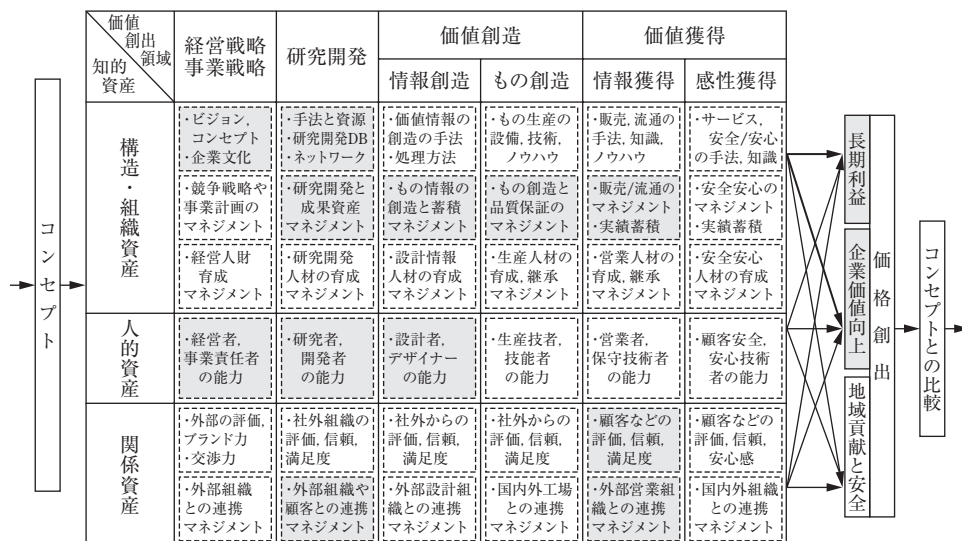 価値
創出
領域
知的
資産
経営戦略
事業戦略
研究開発
価値創造
価値獲得
情報創造
もの創造
情報獲得
感性獲得
コンセプト
構造・組織資産
・ビジョン,
コンセプト
・企業文化
・手法と資源
・研究開発DB
・ネットワーク
・価値情報の
創造の手法
・処理方法
・もの生産の
設備, 技術,
ノウハウ
・販売, 流通の
手法, 知識,
ノウハウ
・サービス,
安全/安心
の手法, 知識
・競争戦略や
事業計画の
マネジメント
・研究開発と
成果資産
マネジメント
・もの情報の
創造と蓄積
マネジメント
・もの創造と
品質保証の
マネジメント
・販売/流通の
マネジメント
・実績蓄積
・安全安心の
マネジメント
・実績蓄積
・経営人財
育成
マネジメント
・研究開発
人材の育成
マネジメント
・設計情報
人材の育成
マネジメント
・生産人材の
育成, 継承
マネジメント
・営業人材の
育成, 継承
マネジメント
・安全安心
人材の育成
マネジメント
人的資産
・経営者,
事業責任者
の能力
・研究者,
開発者
の能力
・設計者,
デザイナー
の能力
・生産技者,
技能者
の能力
・営業者,
保守技術者
の能力
・顧客安全,
安心技術
者の能力
関係資産
・外部の評価,
ブランド力
・交渉力
・社外組織の
評価, 信頼,
満足度
・社外からの
評価, 信頼,
満足度
・社外からの
評価, 信頼,
満足度
・顧客などの
評価, 信頼,
満足度
・顧客などの
評価, 信頼,
安心感
・外部組織
との連携
マネジメント
・外部組織や
顧客との連携
マネジメント
・外部設計組
織との連携
マネジメント
・国内外工場
との連携
マネジメント
・外部営業組
織との連携
マネジメント
・国内外組織
との連携
マネジメント
長期利益
企業価値向上
地域貢献と安全
価格創出
コンセプトとの比較